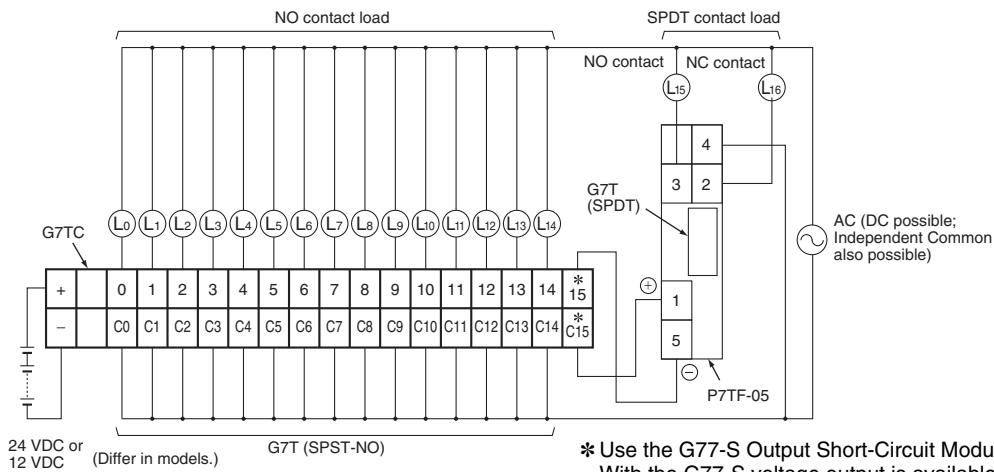 NO contact load
SPDT contact load
NO contact
NC contact
L15
L16
4
3 2
G7T
(SPDT)
AC (DC possible;
Independent Common
also possible)
L0 L1 L2 L3 L4 L5 L6 L7 L8 L9 L10 L11 L12 L13 L14
G7TC
+ 0 1 2 3 4 5 6 7 8 9 10 11 12 13 14 * 15
− C0 C1 C2 C3 C4 C5 C6 C7 C8 C9 C10 C11 C12 C13 C14 * C15
+
1
5
−
P7TF-05
24 VDC or
12 VDC
(Differ in models.)
G7T (SPST-NO)
* Use the G77-S Output Short-Circuit
With the G77-S voltage output is available